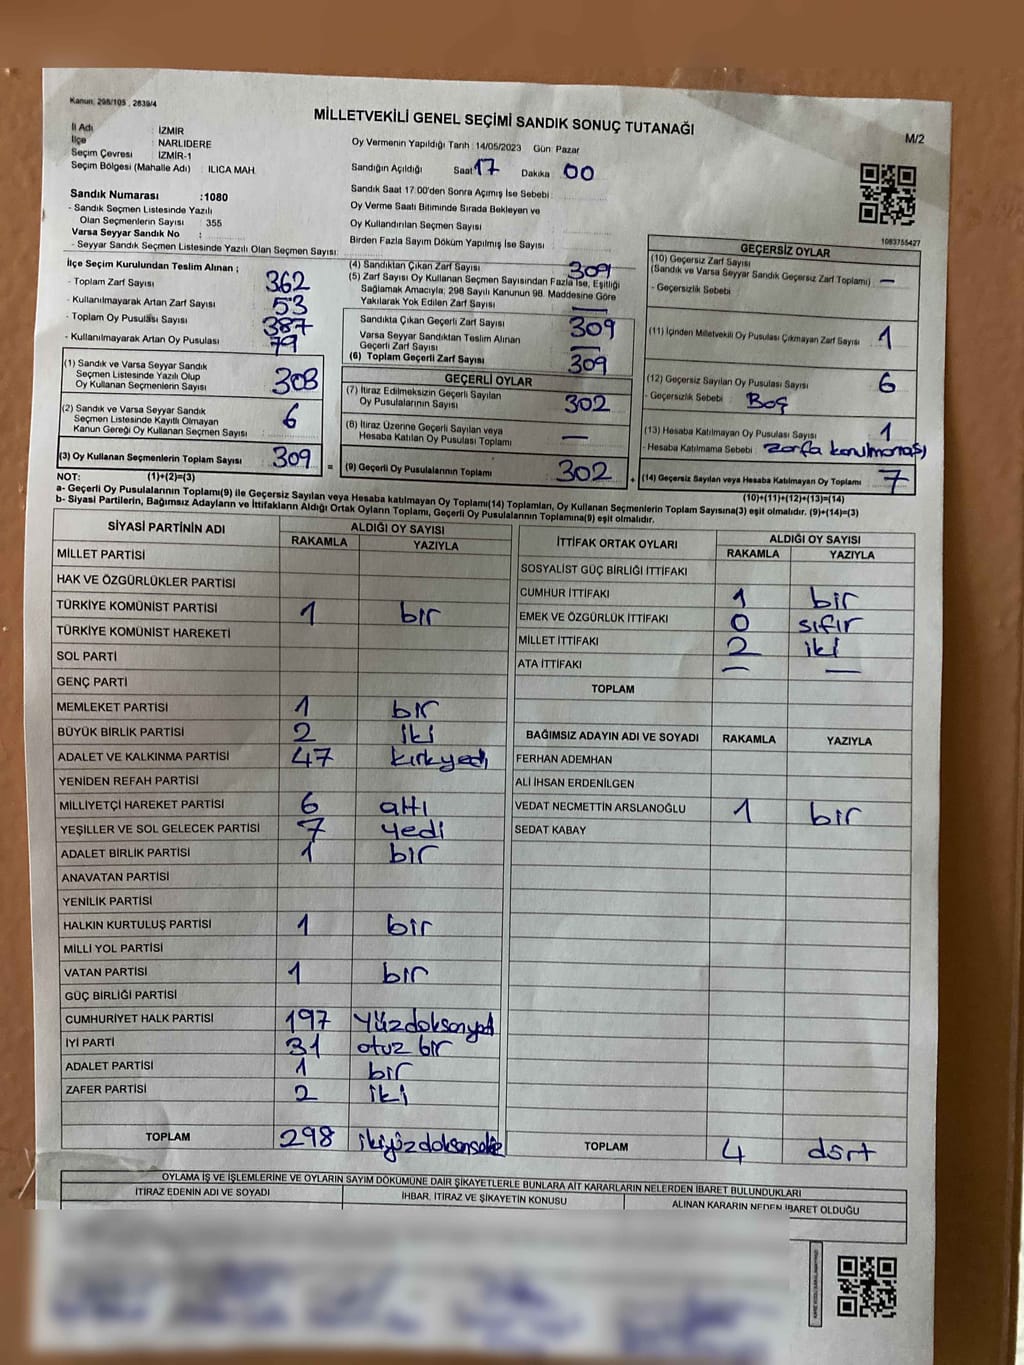 Kanun: 298/105 , 2839/4
MİLLETVEKİLİ GENEL SEÇİMİ SANDIK SONUÇ TUTANAĞI
M/2
İl Adı : İZMİR
İlçe : NARLIDERE
Seçim Çevresi : İZMİR-1
Seçim Bölgesi (Mahalle Adı) : ILICA MAH.
Sandık Numarası : 1080
- Sandık Seçmen Listesinde Yazılı
Olan Seçmenlerin Sayısı : 355
Varsa Seyyar Sandık No :
- Seyyar Sandık Seçmen Listesinde Yazılı Olan Seçmen Sayısı:
Oy Vermenin Yapıldığı Tarih : 14/05/2023 Gün: Pazar
Sandığın Açıldığı Saat 17 Dakika 00
Sandık Saat 17 00'den Sonra Açımış İse Sebebi :
Oy Verme Saati Bitiminde Sırada Bekleyen ve
Oy Kullandırılan Seçmen Sayısı :
Birden Fazla Sayım Döküm Yapılmış İse Sayısı :
1083755427
İlçe Seçim Kurulundan Teslim Alınan ;
- Toplam Zarf Sayısı : 362
- Kullanılmayarak Artan Zarf Sayısı : 53
- Toplam Oy Pusulası Sayısı : 387
- Kullanılmayarak Artan Oy Pusulası : 79
(1) Sandık ve Varsa Seyyar Sandık
Seçmen Listesinde Yazılı Olup
Oy Kullanan Seçmenlerin Sayısı : 303
(2) Sandık ve Varsa Seyyar Sandık
Seçmen Listesinde Kayıtlı Olmayan
Kanun Gereği Oy Kullanan Seçmen Sayısı : 6
(3) Oy Kullanan Seçmenlerin Toplam Sayısı 309
(1)+(2)=(3)
(4) Sandıktan Çıkan Zarf Sayısı : 309
(5) Zarf Sayısı Oy Kullanan Seçmen Sayısından Fazla İse, Eşitliği
Sağlamak Amacıyla; 298 Sayılı Kanunun 98. Maddesine Göre
Yakılarak Yok Edilen Zarf Sayısı : —
Sandıkta Çıkan Geçerli Zarf Sayısı : 309
Varsa Seyyar Sandıktan Teslim Alınan
Geçerli Zarf Sayısı : —
(6) Toplam Geçerli Zarf Sayısı : 309
GEÇERLİ OYLAR
(7) İtiraz Edilmeksizin Geçerli Sayılan
Oy Pusulalarının Sayısı : 302
(8) İtiraz Üzerine Geçerli Sayılan veya
Hesaba Katılan Oy Pusulası Toplamı : —
= (9) Geçerli Oy Pusulalarının Toplamı 302 +
GEÇERSİZ OYLAR
(10) Geçersiz Zarf Sayısı
(Sandık ve Varsa Seyyar Sandık Geçersiz Zarf Toplamı) : —
- Geçersizlik Sebebi :
(11) İçinden Milletvekili Oy Pusulası Çıkmayan Zarf Sayısı : 1
(12) Geçersiz Sayılan Oy Pusulası Sayısı : 6
- Geçersizlik Sebebi : Boş
(13) Hesaba Katılmayan Oy Pusulası Sayısı : 1
- Hesaba Katılmama Sebebi : zarfa konulmamış
(14) Geçersiz Sayılan veya Hesaba Katılmayan Oy Toplamı 7
(10)+(11)+(12)+(13)=(14)
NOT:
a- Geçerli Oy Pusulalarının Toplamı(9) ile Geçersiz Sayılan veya Hesaba katılmayan Oy Toplamı(14) Toplamları, Oy Kullanan Seçmenlerin Toplam Sayısına(3) eşit olmalıdır. (9)+(14)=(3)
b- Siyasi Partilerin, Bağımsız Adayların ve İttifakların Aldığı Ortak Oyların Toplamı, Geçerli Oy Pusulalarının Toplamına(9) eşit olmalıdır.
SİYASİ PARTİNİN ADI ALDIĞI OY SAYISI
RAKAMLA YAZIYLA
MİLLET PARTİSİ
HAK VE ÖZGÜRLÜKLER PARTİSİ
TÜRKİYE KOMÜNİST PARTİSİ 1 bir
TÜRKİYE KOMÜNİST HAREKETİ
SOL PARTİ
GENÇ PARTİ
MEMLEKET PARTİSİ 1 bir
BÜYÜK BİRLİK PARTİSİ 2 iki
ADALET VE KALKINMA PARTİSİ 47 kırkyedi
YENİDEN REFAH PARTİSİ
MİLLİYETÇİ HAREKET PARTİSİ 6 altı
YEŞİLLER VE SOL GELECEK PARTİSİ 7 yedi
ADALET BİRLİK PARTİSİ 1 bir
ANAVATAN PARTİSİ
YENİLİK PARTİSİ
HALKIN KURTULUŞ PARTİSİ 1 bir
MİLLİ YOL PARTİSİ
VATAN PARTİSİ 1 bir
GÜÇ BİRLİĞİ PARTİSİ
CUMHURİYET HALK PARTİSİ 197 yüzdoksanyedi
İYİ PARTİ 31 otuz bir
ADALET PARTİSİ 1 bir
ZAFER PARTİSİ 2 iki
TOPLAM 298 ikiyüzdoksansekiz
İTTİFAK ORTAK OYLARI ALDIĞI OY SAYISI
RAKAMLA YAZIYLA
SOSYALİST GÜÇ BİRLİĞİ İTTİFAKI
CUMHUR İTTİFAKI 1 bir
EMEK VE ÖZGÜRLÜK İTTİFAKI 0 sıfır
MİLLET İTTİFAKI 2 iki
ATA İTTİFAKI — —
TOPLAM
BAĞIMSIZ ADAYIN ADI VE SOYADI RAKAMLA YAZIYLA
FERHAN ADEMHAN
ALİ İHSAN ERDENİLGEN
VEDAT NECMETTİN ARSLANOĞLU 1 bir
SEDAT KABAY
TOPLAM 4 dört
OYLAMA İŞ VE İŞLEMLERİNE VE OYLARIN SAYIM DÖKÜMÜNE DAİR ŞİKAYETLERLE BUNLARA AİT KARARLARIN NELERDEN İBARET BULUNDUKLARI
İTİRAZ EDENİN ADI VE SOYADI İHBAR, İTİRAZ VE ŞİKAYETİN KONUSU ALINAN KARARIN NEDEN İBARET OLDUĞU